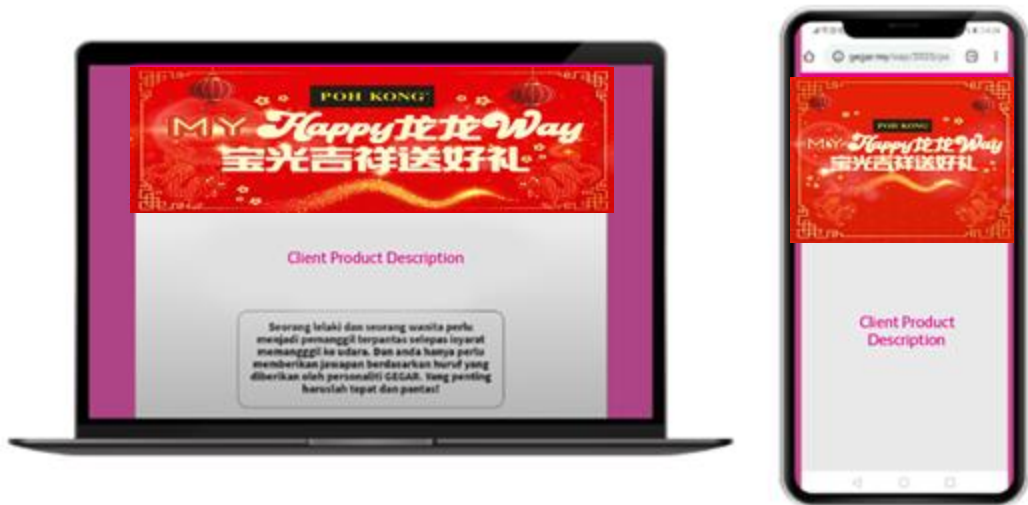 POH KONG
MY Happy龙龙Way
宝光吉祥送好礼
Client Product Description
Seorang lelaki dan seorang wanita perlu
menjadi pemanggil terpantas selepas isyarat
memangggil ke udara. Dan anda hanya perlu
memberikan jawapan berdasarkan huruf yang
diberikan oleh personaliti GEGAR. Yang penting
haruslah tepat dan pantas!
POH KONG
MY Happy龙龙Way
宝光吉祥送好礼
Client Product
Description